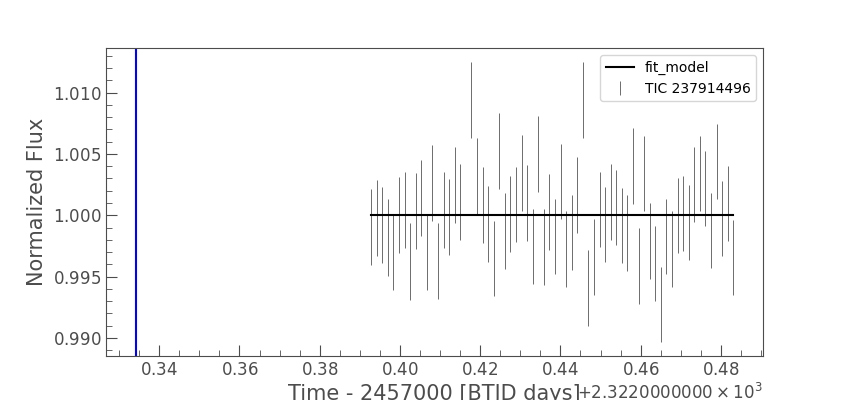 Normalized Flux
1.010
1.005
1.000
0.995
0.990
fit_model
TIC 237914496
0.34
0.36
0.38
0.40
0.42
0.44
0.46
0.48
Time - 2457000 [BTJD days]
+2.3220000000 × 10³